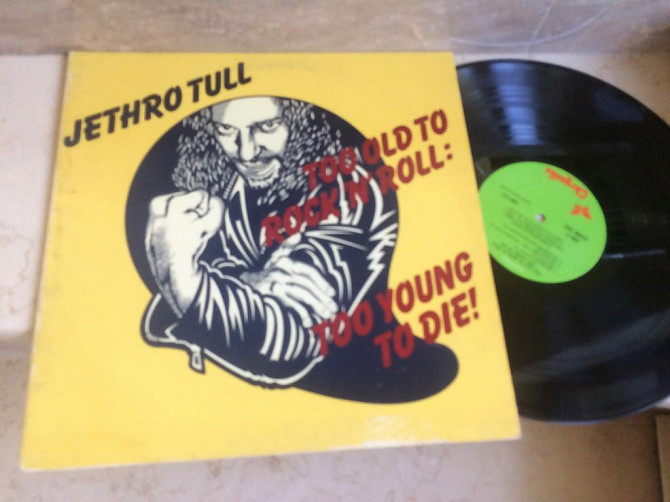 JETHRO TULL
TOO OLD TO
ROCK'N'ROLL:
TOO YOUNG
TO DIE!
Chrysalis